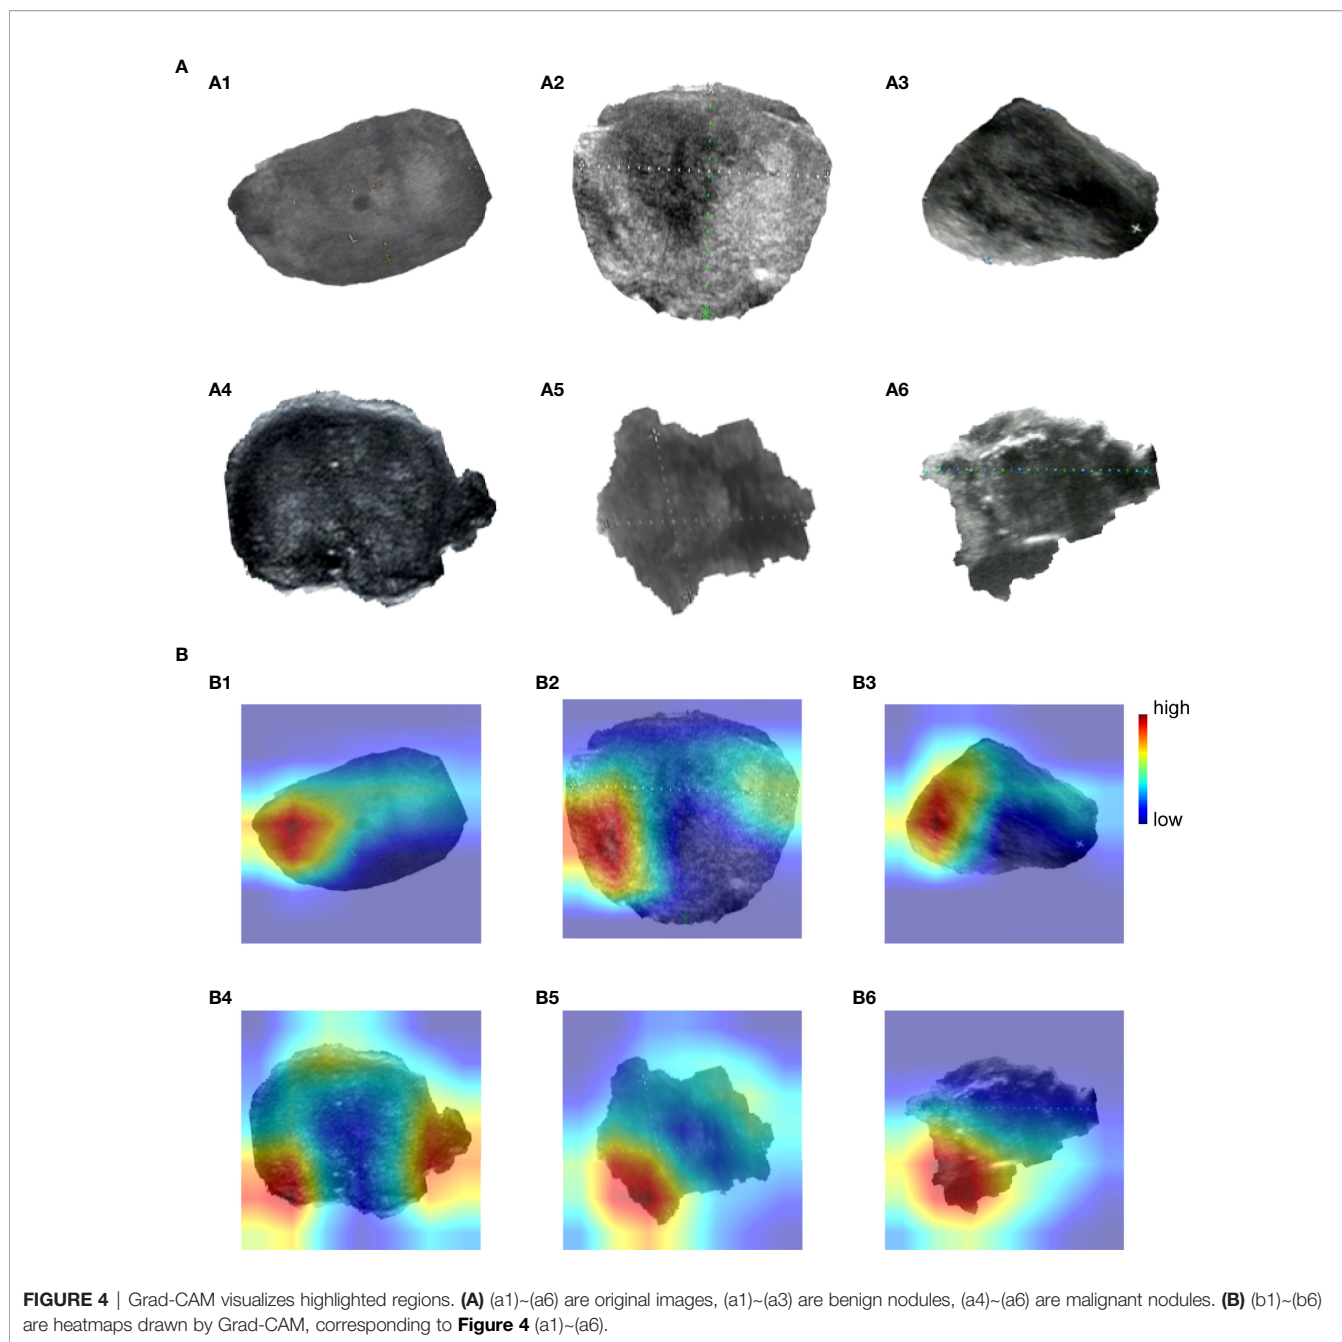 A
A1
A2
A3
A4
A5
A6
B
B1
B2
B3
high
low
B4
B5
B6
FIGURE 4 | Grad-CAM visualizes highlighted regions. (A) (a1)~(a6) are original images, (a1)~(a3) are benign nodules, (a4)~(a6) are malignant nodules. (B) (b1)~(b6)
are heatmaps drawn by Grad-CAM, corresponding to Figure 4 (a1)~(a6).